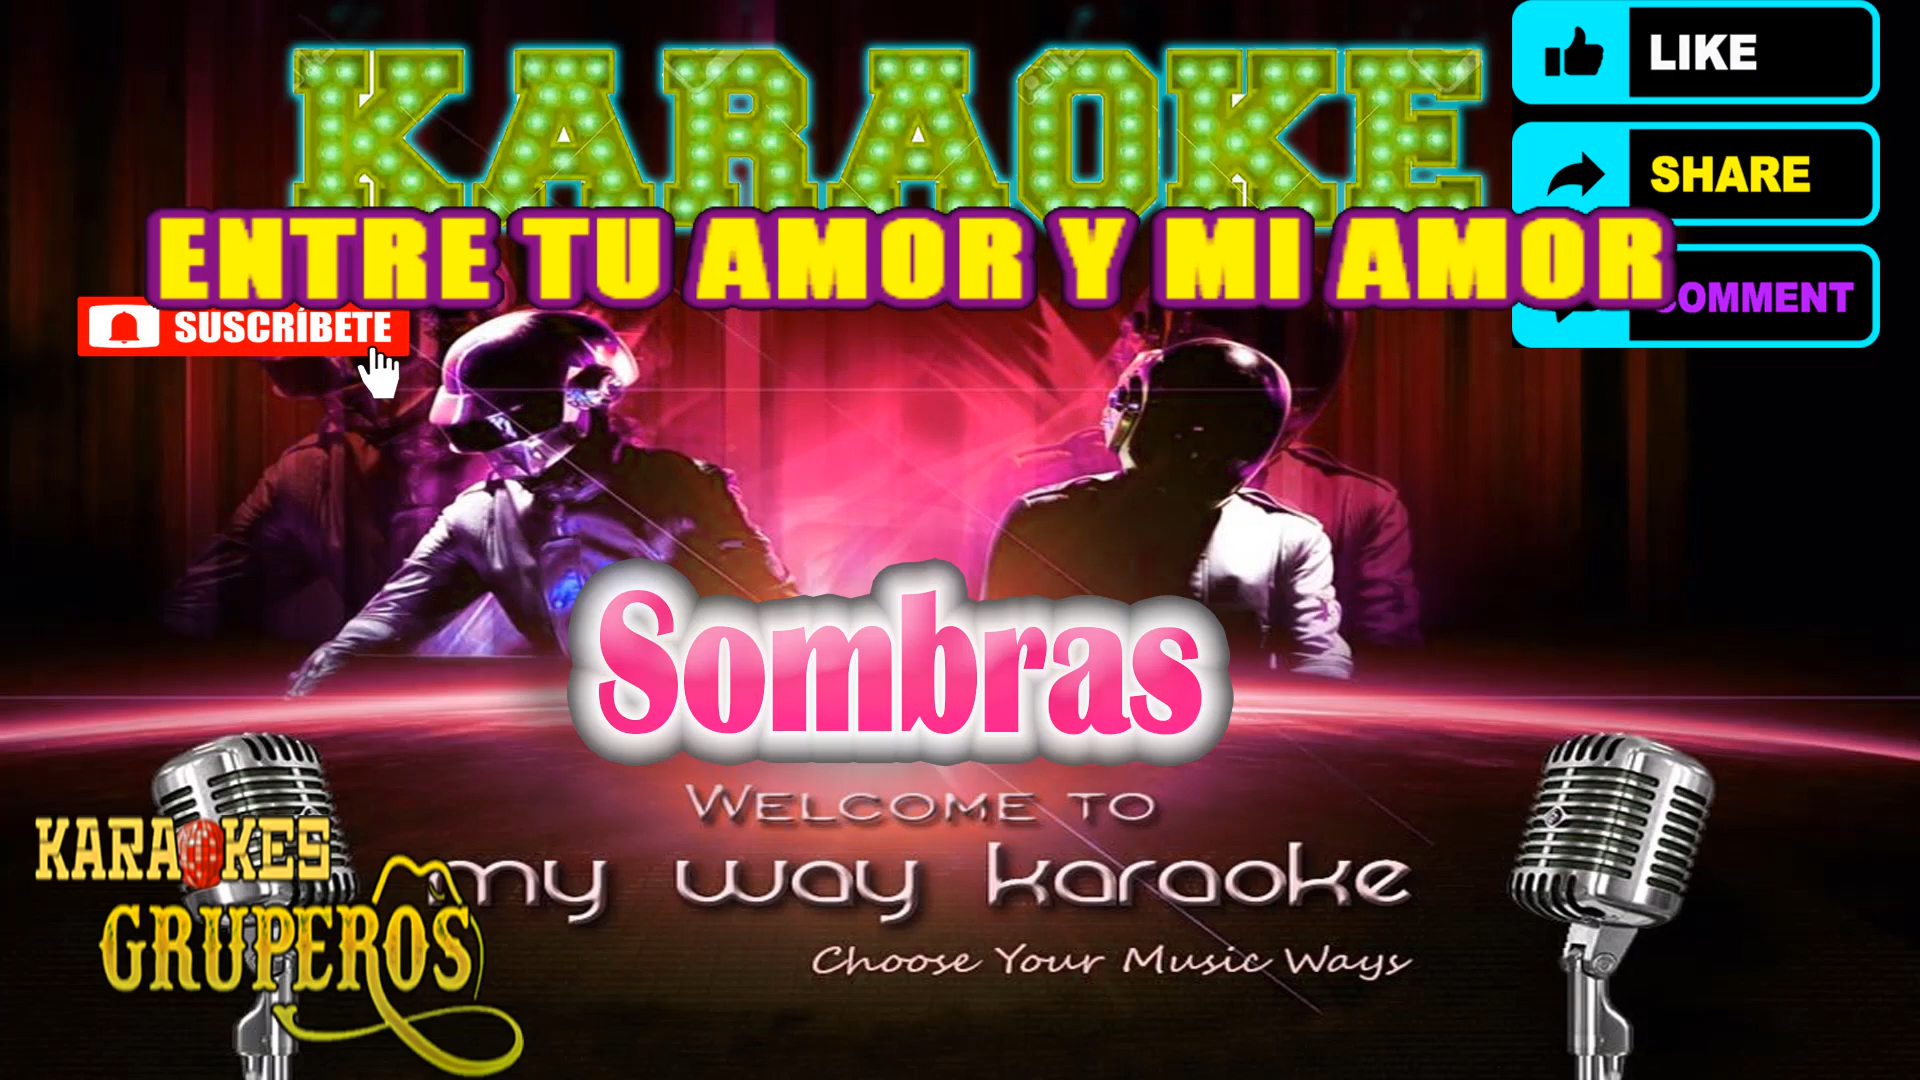 KARAOKE
ENTRE TU AMOR Y MI AMOR
LIKE
SHARE
OMMENT
SUSCRÍBETE
Sombras
WELCOME TO
my way karaoke
Choose Your Music Ways
KARAOKES
GRUPEROS